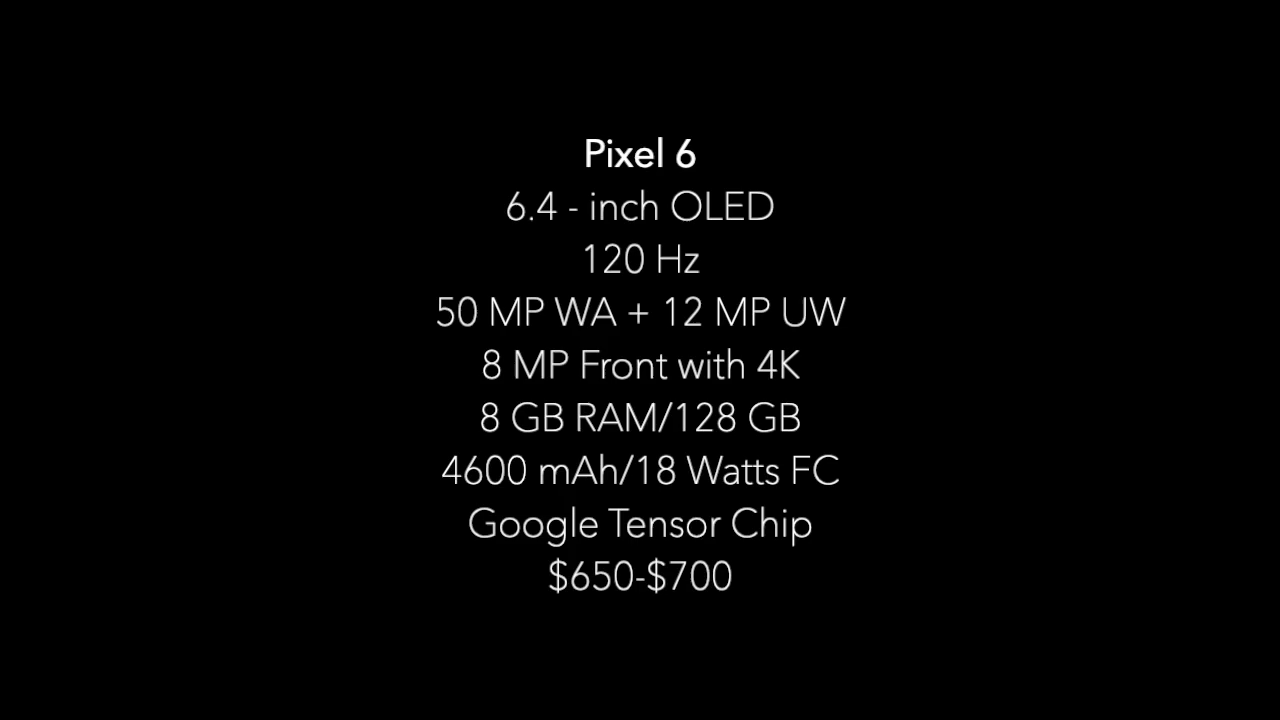 Pixel 6
6.4 - inch OLED
120 Hz
50 MP WA + 12 MP UW
8 MP Front with 4K
8 GB RAM/128 GB
4600 mAh/18 Watts FC
Google Tensor Chip
$650-$700